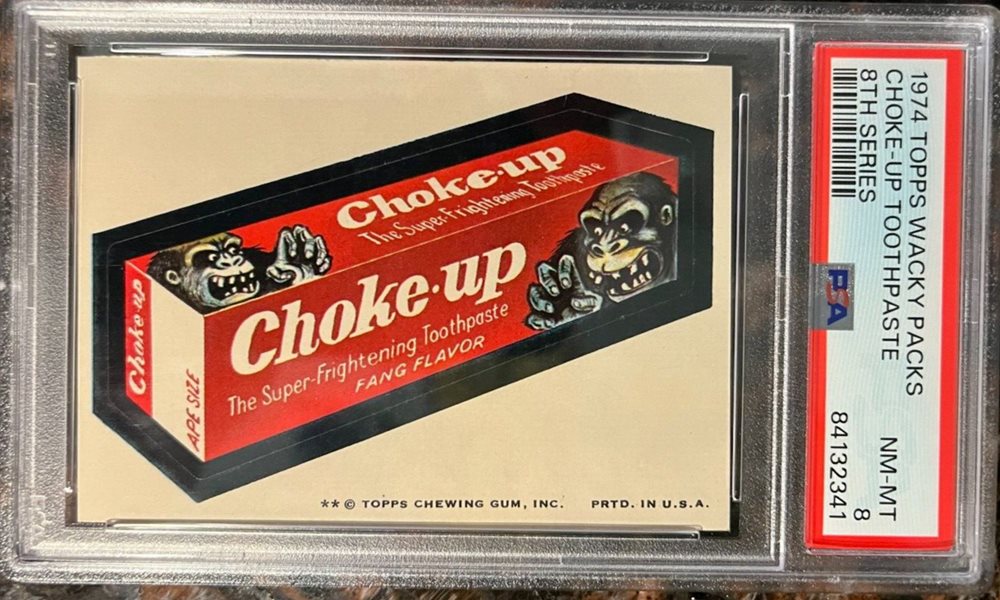 Choke-up
The Super-Frightening Toothpaste
Choke-up
APE SIZE
Choke-up
The Super-Frightening Toothpaste
FANG FLAVOR
** © TOPPS CHEWING GUM, INC. PRTD. IN U.S.A.
1974 TOPPS WACKY PACKS
CHOKE-UP TOOTHPASTE
8TH SERIES
NM-MT
8
84132341
PSA